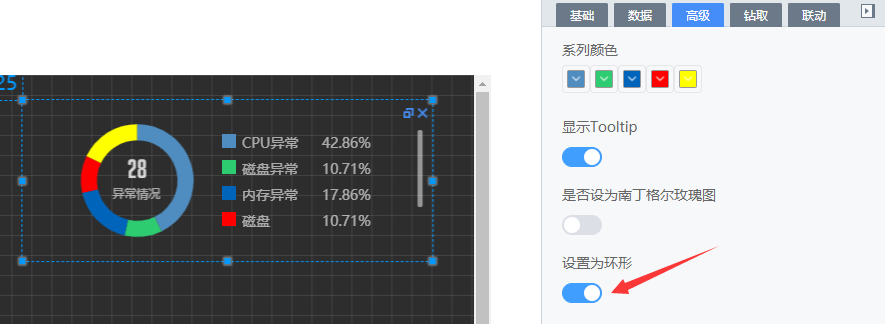 基础 数据 高级 钻取 联动
系列颜色
25
28
异常情况
CPU异常 42.86%
磁盘异常 10.71%
内存异常 17.86%
磁盘 10.71%
显示Tooltip
是否设为南丁格尔玫瑰图
设置为环形